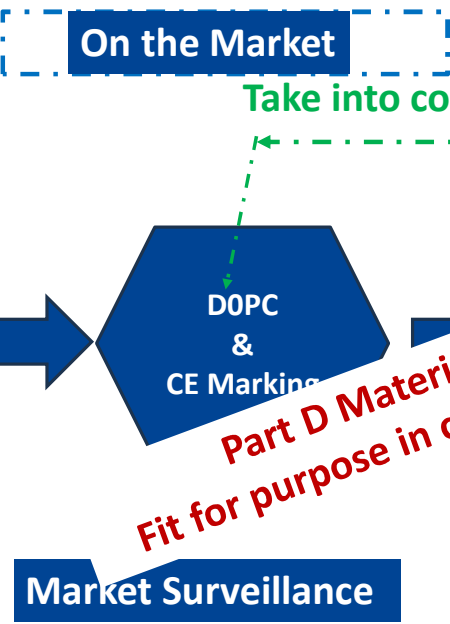 On the Market
Take into co
D0PC
&
CE Marking
Part D Materi
Fit for purpose in c
Market Surveillance